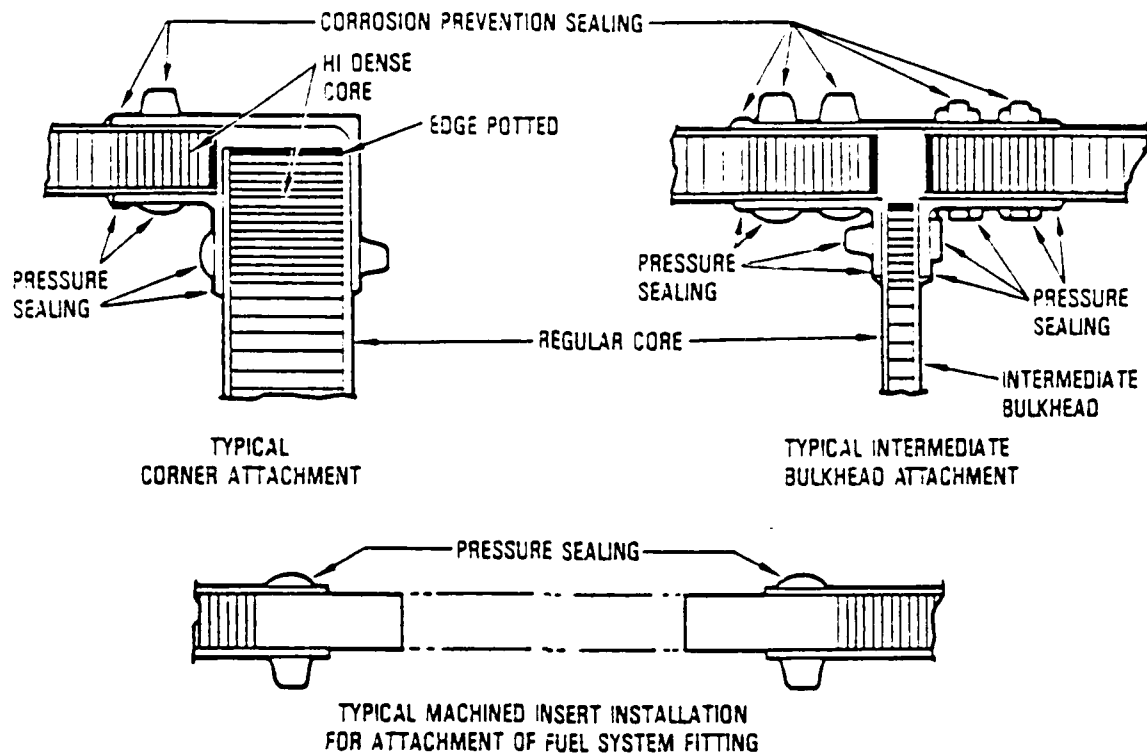 CORROSION PREVENTION SEALING
HI DENSE
CORE
EDGE POTTED
PRESSURE
SEALING
PRESSURE
SEALING
PRESSURE
SEALING
REGULAR CORE
INTERMEDIATE
BULKHEAD
TYPICAL
CORNER ATTACHMENT
TYPICAL INTERMEDIATE
BULKHEAD ATTACHMENT
PRESSURE SEALING
TYPICAL MACHINED INSERT INSTALLATION
FOR ATTACHMENT OF FUEL SYSTEM FITTING